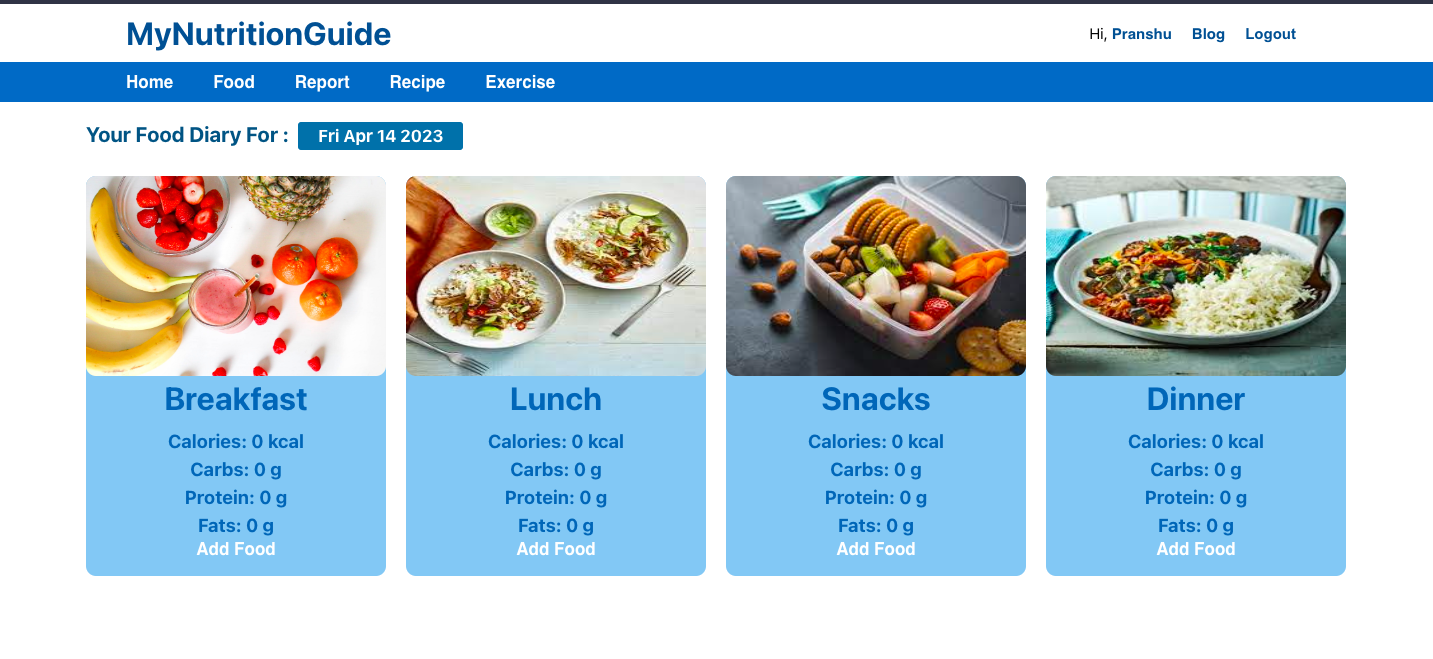 MyNutritionGuide
Hi, Pranshu Blog Logout
Home Food Report Recipe Exercise
Your Food Diary For : Fri Apr 14 2023
Breakfast
Calories: 0 kcal
Carbs: 0 g
Protein: 0 g
Fats: 0 g
Add Food
Lunch
Calories: 0 kcal
Carbs: 0 g
Protein: 0 g
Fats: 0 g
Add Food
Snacks
Calories: 0 kcal
Carbs: 0 g
Protein: 0 g
Fats: 0 g
Add Food
Dinner
Calories: 0 kcal
Carbs: 0 g
Protein: 0 g
Fats: 0 g
Add Food